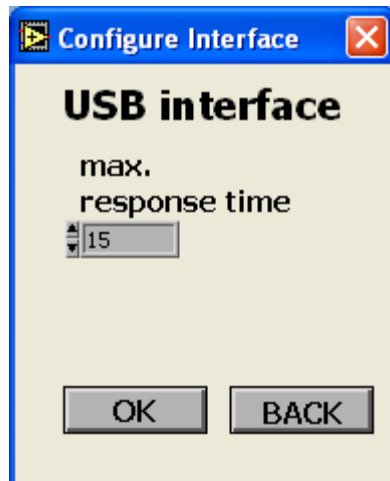 Configure Interface
USB interface
max.
response time
15
OK BACK